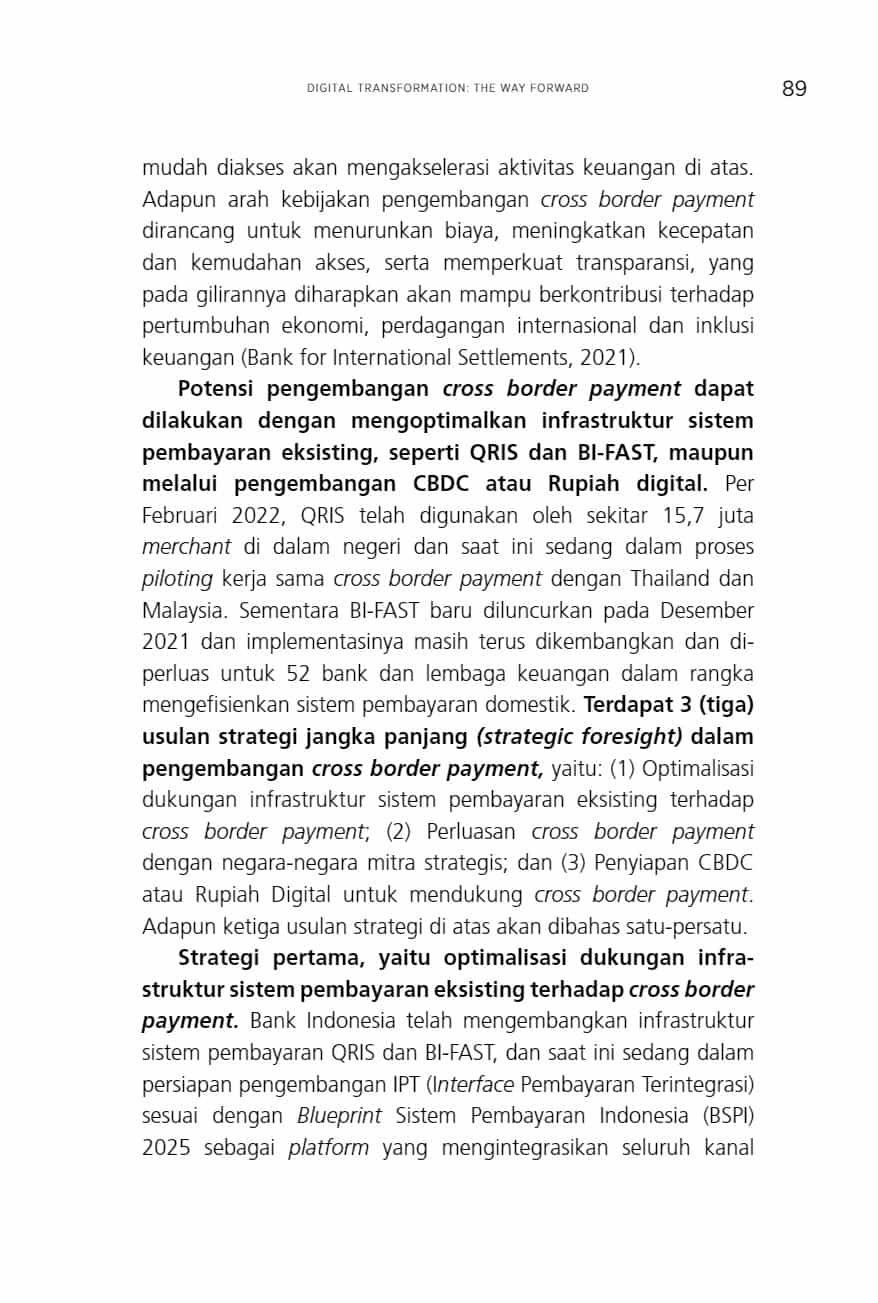 DIGITAL TRANSFORMATION: THE WAY FORWARD
89
mudah diakses akan mengakselerasi aktivitas keuangan di atas.
Adapun arah kebijakan pengembangan cross border payment
dirancang untuk menurunkan biaya, meningkatkan kecepatan
dan kemudahan akses, serta memperkuat transparansi, yang
pada gilirannya diharapkan akan mampu berkontribusi terhadap
pertumbuhan ekonomi, perdagangan internasional dan inklusi
keuangan (Bank for International Settlements, 2021).
Potensi pengembangan cross border payment dapat
dilakukan dengan mengoptimalkan infrastruktur sistem
pembayaran eksisting, seperti QRIS dan BI-FAST, maupun
melalui pengembangan CBDC atau Rupiah digital. Per
Februari 2022, QRIS telah digunakan oleh sekitar 15,7 juta
merchant di dalam negeri dan saat ini sedang dalam proses
piloting kerja sama cross border payment dengan Thailand dan
Malaysia. Sementara BI-FAST baru diluncurkan pada Desember
2021 dan implementasinya masih terus dikembangkan dan di-
perluas untuk 52 bank dan lembaga keuangan dalam rangka
mengefisienkan sistem pembayaran domestik. Terdapat 3 (tiga)
usulan strategi jangka panjang (strategic foresight) dalam
pengembangan cross border payment, yaitu: (1) Optimalisasi
dukungan infrastruktur sistem pembayaran eksisting terhadap
cross border payment; (2) Perluasan cross border payment
dengan negara-negara mitra strategis; dan (3) Penyiapan CBDC
atau Rupiah Digital untuk mendukung cross border payment.
Adapun ketiga usulan strategi di atas akan dibahas satu-persatu.
Strategi pertama, yaitu optimalisasi dukungan infra-
struktur sistem pembayaran eksisting terhadap cross border
payment. Bank Indonesia telah mengembangkan infrastruktur
sistem pembayaran QRIS dan BI-FAST, dan saat ini sedang dalam
persiapan pengembangan IPT (Interface Pembayaran Terintegrasi)
sesuai dengan Blueprint Sistem Pembayaran Indonesia (BSPI)
2025 sebagai platform yang mengintegrasikan seluruh kanal